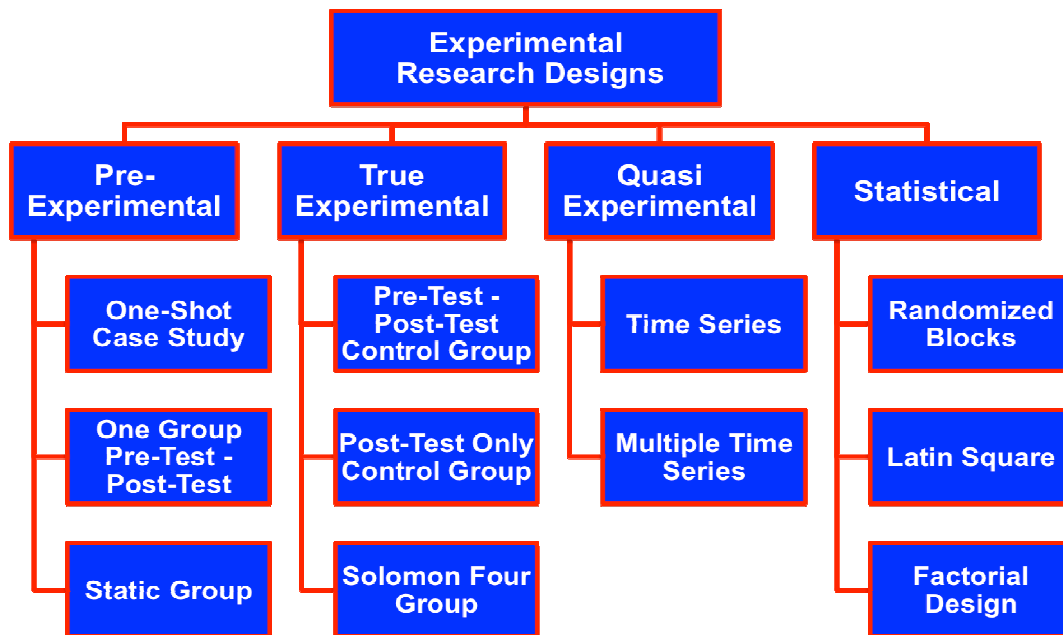 Experimental
Research Designs
Pre-
Experimental
True
Experimental
Quasi
Experimental
Statistical
One-Shot
Case Study
Pre-Test -
Post-Test
Control Group
Time Series
Randomized
Blocks
One Group
Pre-Test -
Post-Test
Post-Test Only
Control Group
Multiple Time
Series
Latin Square
Static Group
Solomon Four
Group
Factorial
Design